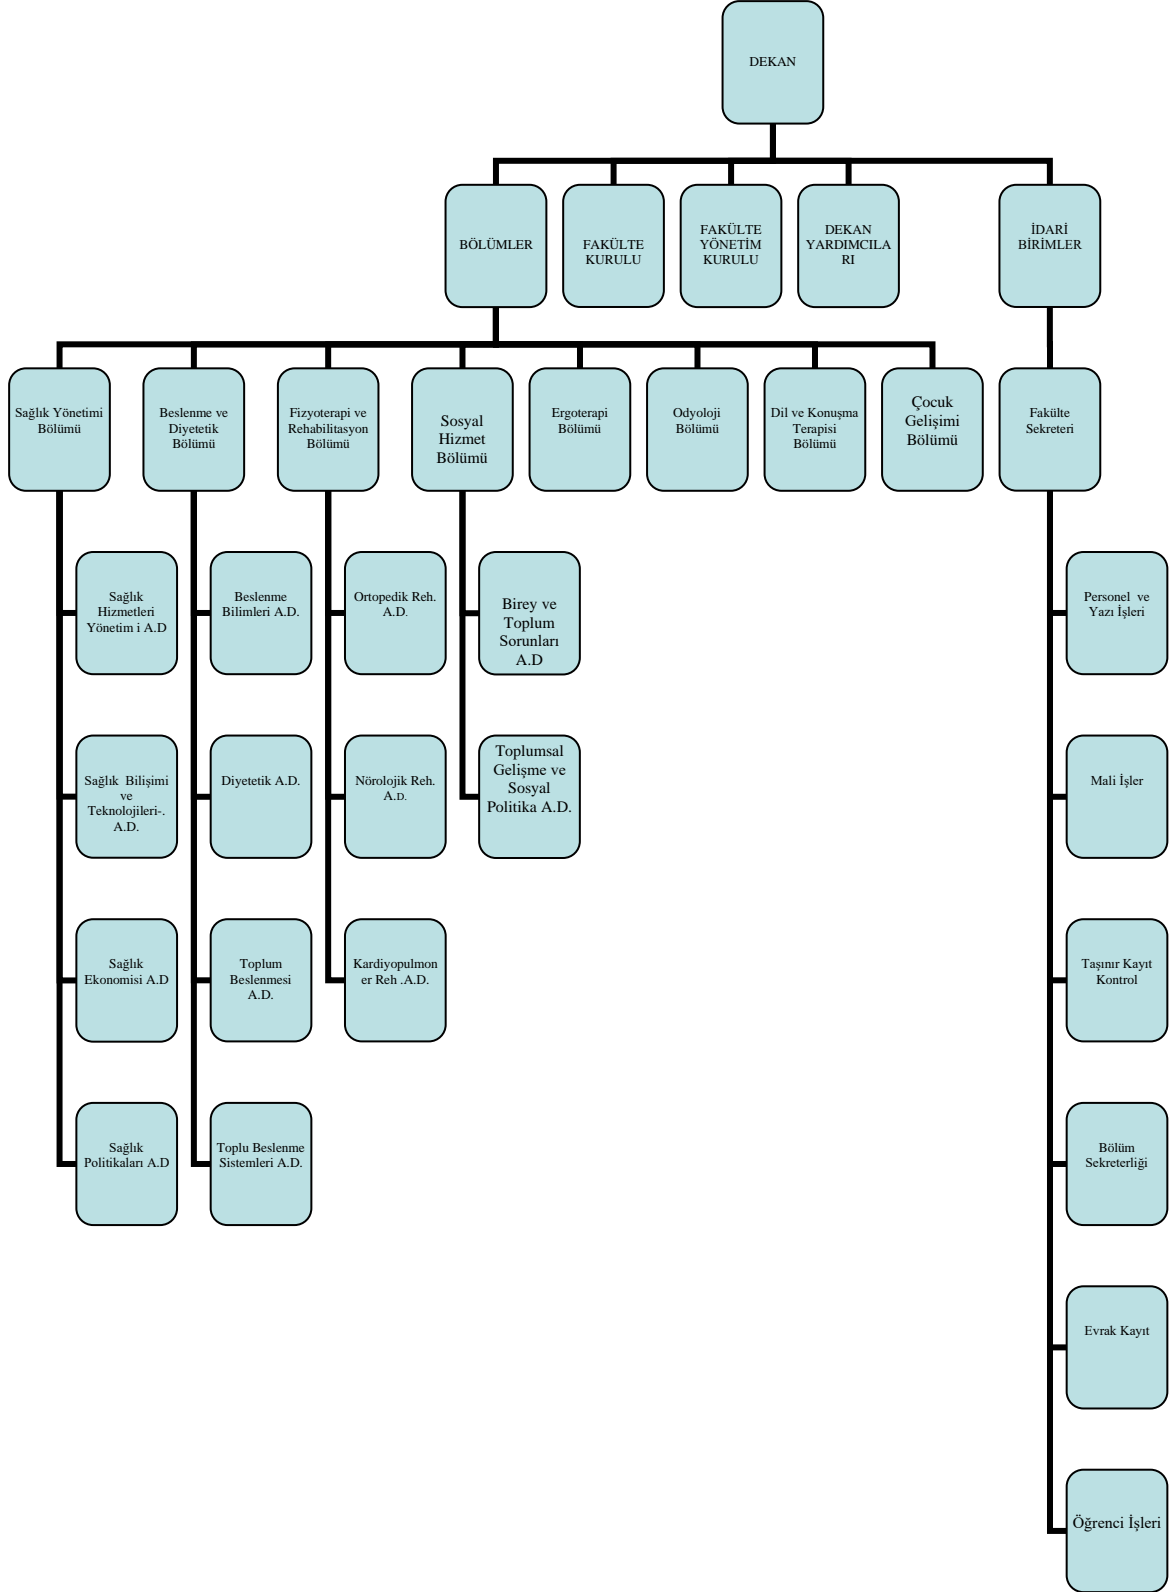 DEKAN
BÖLÜMLER
FAKÜLTE
KURULU
FAKÜLTE
YÖNETİM
KURULU
DEKAN
YARDIMCILA
RI
İDARİ
BİRİMLER
Sağlık Yönetimi
Bölümü
Beslenme ve
Diyetetik
Bölümü
Fizyoterapi ve
Rehabilitasyon
Bölümü
Sosyal
Hizmet
Bölümü
Ergoterapi
Bölümü
Odyoloji
Bölümü
Dil ve Konuşma
Terapisi
Bölümü
Çocuk
Gelişimi
Bölümü
Fakülte
Sekreteri
Sağlık
Hizmetleri
Yönetim i A.D
Beslenme
Bilimleri A.D.
Ortopedik Reh.
A.D.
Birey ve
Toplum
Sorunları
A.D
Personel ve
Yazı İşleri
Sağlık Bilişimi
ve
Teknolojileri-.
A.D.
Diyetetik A.D.
Nörolojik Reh.
A.D.
Toplumsal
Gelişme ve
Sosyal
Politika A.D.
Mali İşler
Sağlık
Ekonomisi A.D
Toplum
Beslenmesi
A.D.
Kardiyopulmon
er Reh .A.D.
Taşınır Kayıt
Kontrol
Sağlık
Politikaları A.D
Toplu Beslenme
Sistemleri A.D.
Bölüm
Sekreterliği
Evrak Kayıt
Öğrenci İşleri